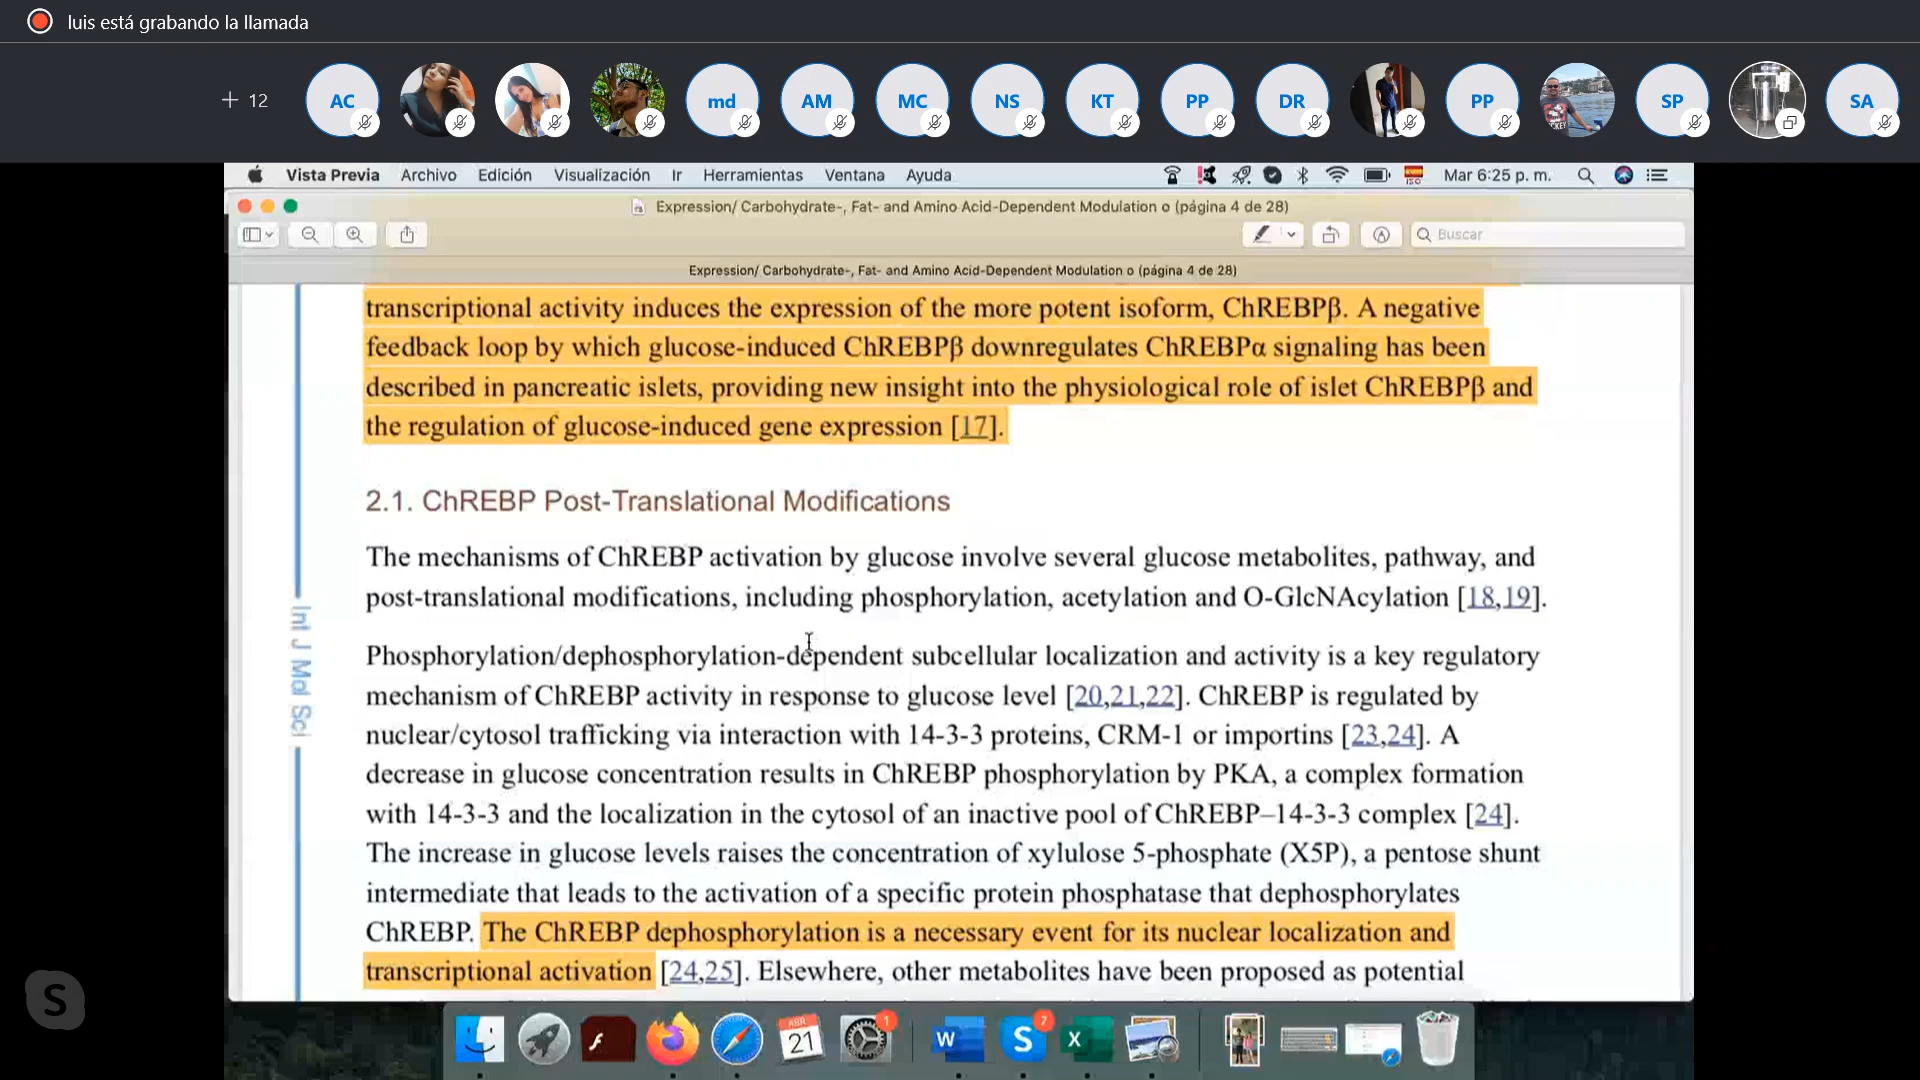 luis está grabando la llamada
+ 12
AC
md
AM
MC
NS
KT
PP
DR
PP
SP
SA
Vista Previa Archivo Edición Visualización Ir Herramientas Ventana Ayuda
ISO
Mar 6:25 p. m.
Expression/ Carbohydrate-, Fat- and Amino Acid-Dependent Modulation o (página 4 de 28)
Buscar
Expression/ Carbohydrate-, Fat- and Amino Acid-Dependent Modulation o (página 4 de 28)
transcriptional activity induces the expression of the more potent isoform, ChREBPβ. A negative
feedback loop by which glucose-induced ChREBPβ downregulates ChREBPα signaling has been
described in pancreatic islets, providing new insight into the physiological role of islet ChREBPβ and
the regulation of glucose-induced gene expression [17].
2.1. ChREBP Post-Translational Modifications
The mechanisms of ChREBP activation by glucose involve several glucose metabolites, pathway, and
post-translational modifications, including phosphorylation, acetylation and O-GlcNAcylation [18,19].
Int J Mol Sci
Phosphorylation/dephosphorylation-dependent subcellular localization and activity is a key regulatory
mechanism of ChREBP activity in response to glucose level [20,21,22]. ChREBP is regulated by
nuclear/cytosol trafficking via interaction with 14-3-3 proteins, CRM-1 or importins [23,24]. A
decrease in glucose concentration results in ChREBP phosphorylation by PKA, a complex formation
with 14-3-3 and the localization in the cytosol of an inactive pool of ChREBP–14-3-3 complex [24].
The increase in glucose levels raises the concentration of xylulose 5-phosphate (X5P), a pentose shunt
intermediate that leads to the activation of a specific protein phosphatase that dephosphorylates
ChREBP. The ChREBP dephosphorylation is a necessary event for its nuclear localization and
transcriptional activation [24,25]. Elsewhere, other metabolites have been proposed as potential
S
ABR
21
1
W
S
7
X